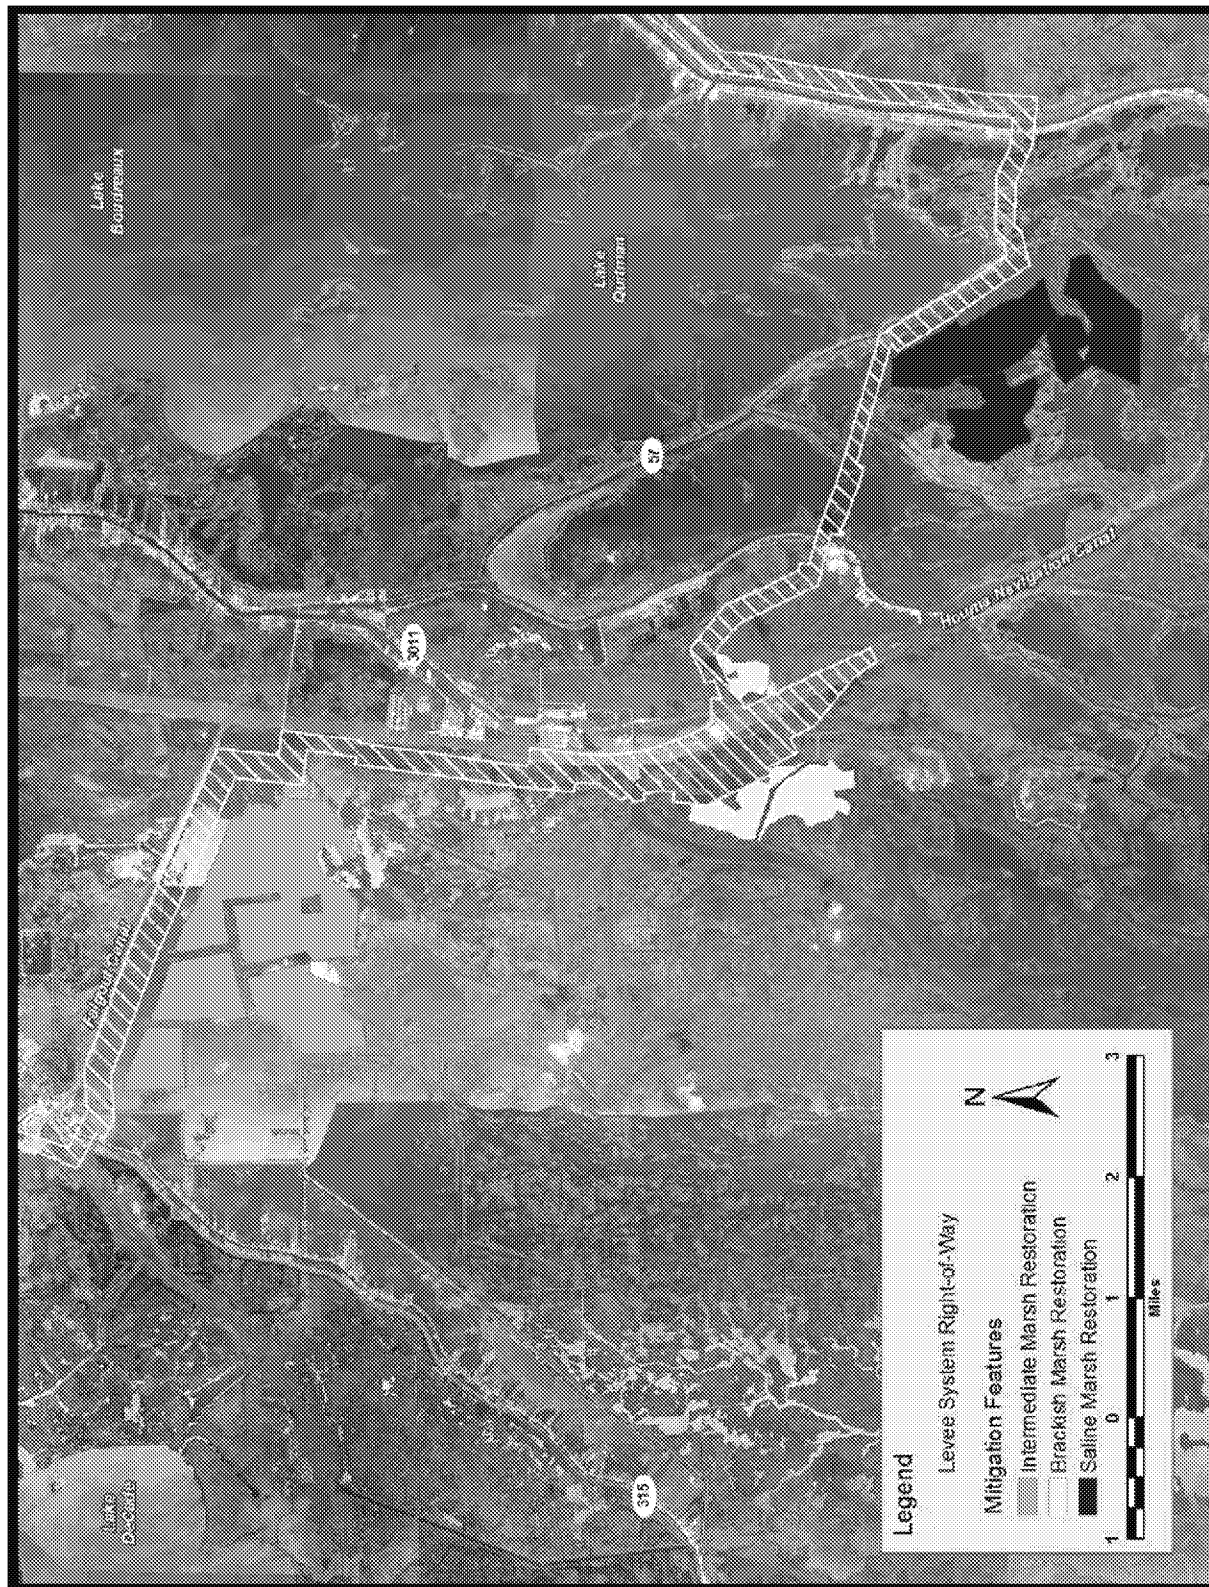 Lake
Boudreaux
Lake
Quitman
57
3011
Houma Navigation Canal
Falgout Canal
Lake
DeCade
315
Legend
Levee System Right-of-Way
Mitigation Features
Intermediate Marsh Restoration
Brackish Marsh Restoration
Saline Marsh Restoration
N
1 0 1 2 3
Miles